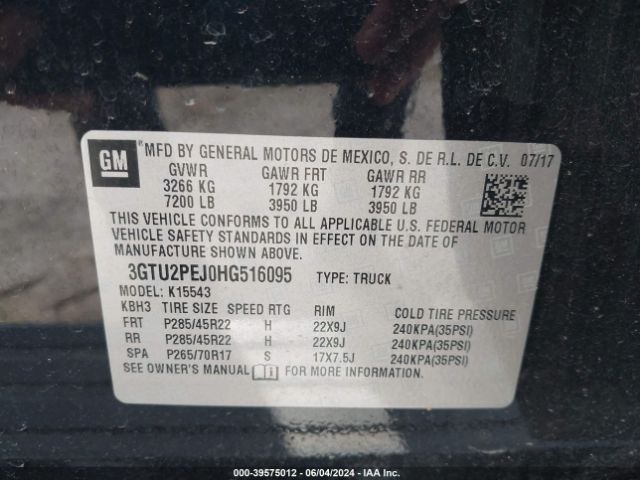 GM
MFD BY GENERAL MOTORS DE MEXICO, S. DE R.L. DE C.V. 07/17
GVWR GAWR FRT GAWR RR
3266 KG 1792 KG 1792 KG
7200 LB 3950 LB 3950 LB
THIS VEHICLE CONFORMS TO ALL APPLICABLE U.S. FEDERAL MOTOR
VEHICLE SAFETY STANDARDS IN EFFECT ON THE DATE OF
MANUFACTURE SHOWN ABOVE.
3GTU2PEJ0HG516095 TYPE: TRUCK
MODEL: K15543
KBH3 TIRE SIZE SPEED RTG RIM COLD TIRE PRESSURE
FRT P285/45R22 H 22X9J 240KPA(35PSI)
RR P285/45R22 H 22X9J 240KPA(35PSI)
SPA P265/70R17 S 17X7.5J 240KPA(35PSI)
SEE OWNER'S MANUAL FOR MORE INFORMATION.
000-39575012 - 06/04/2024 - IAA Inc.